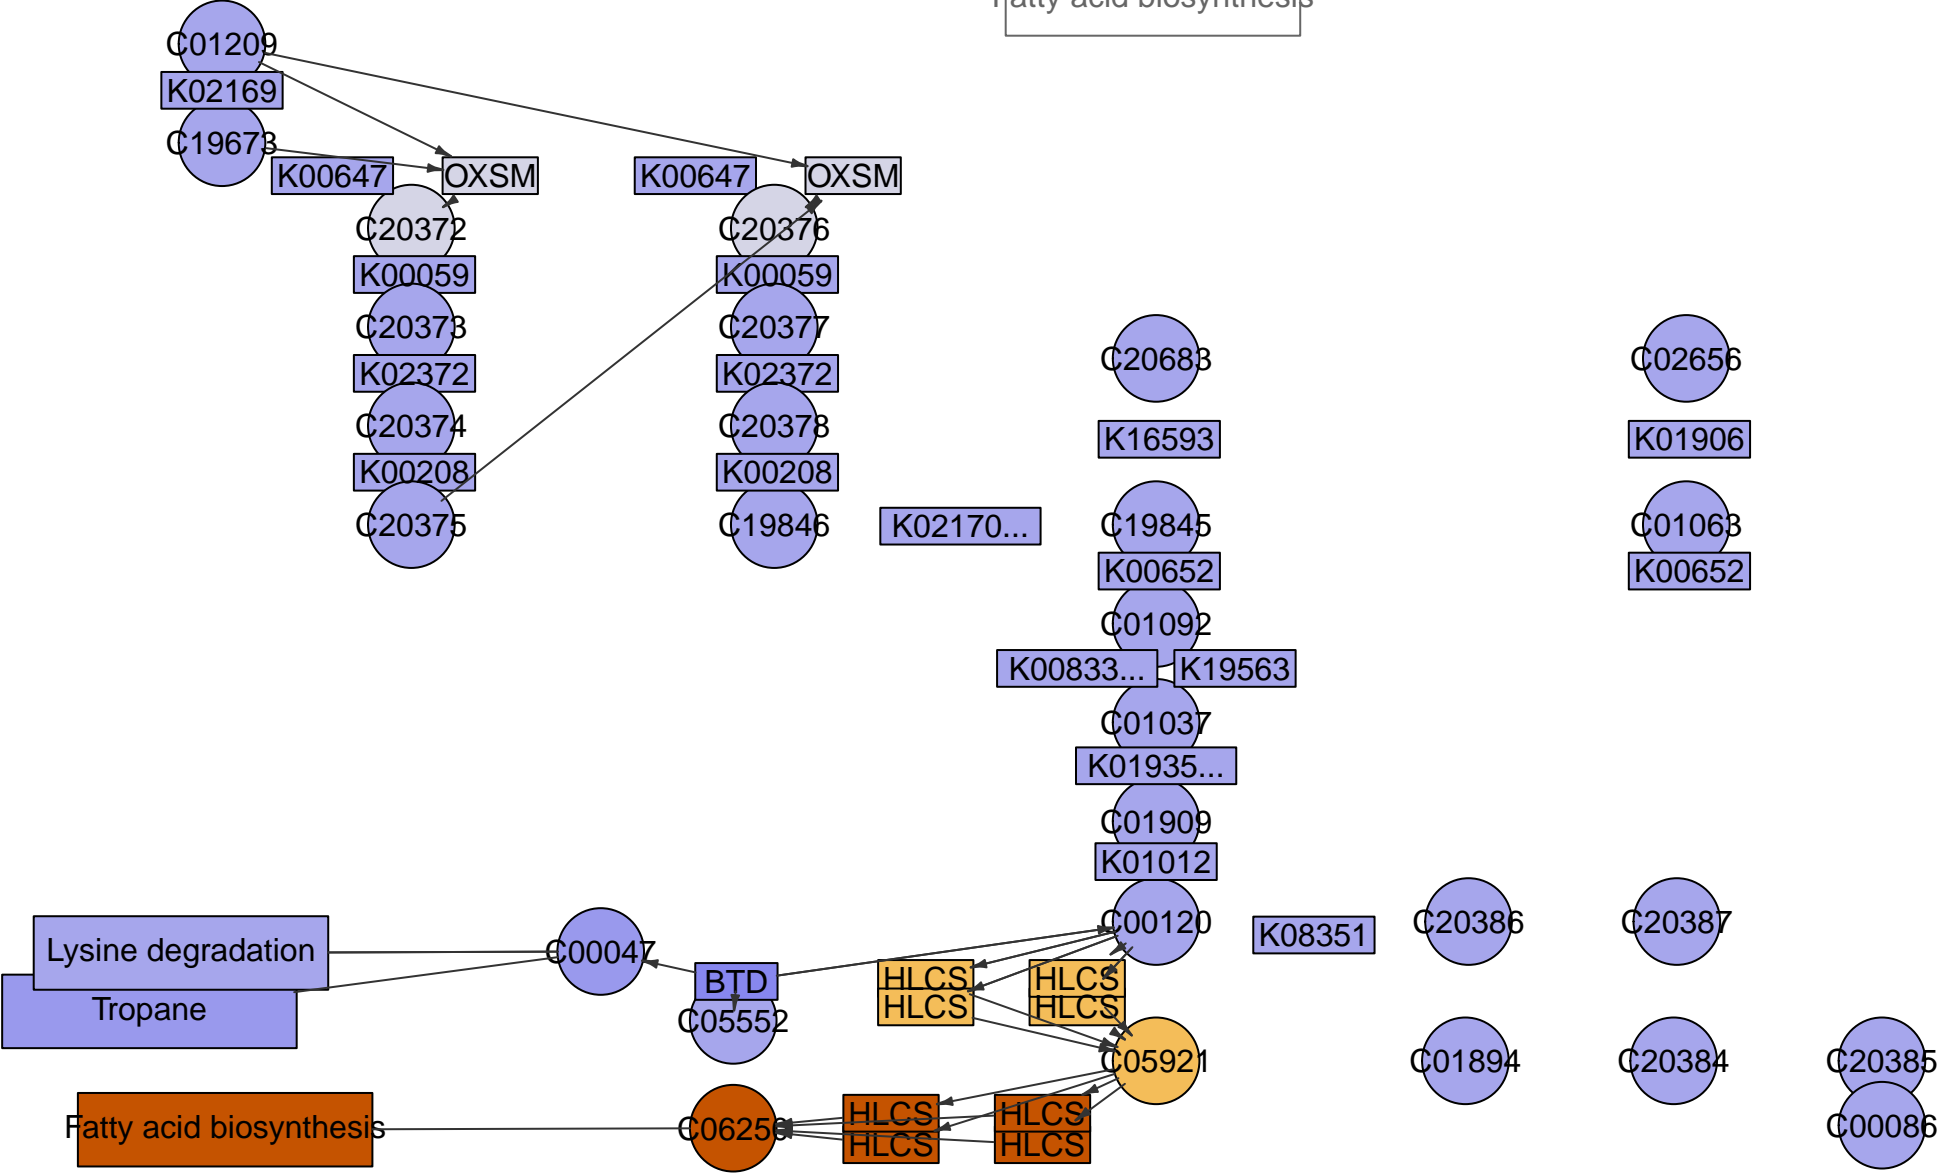 Fatty acid biosynthesis
C01209
K02169
C19673
K00647
OXSM
K00647
OXSM
C20372
C20376
K00059
K00059
C20373
C20377
C20683
C02656
K02372
K02372
C20374
C20378
K16593
K01906
K00208
K00208
C20375
C19846
K02170...
C19845
C01063
K00652
K00652
C01092
K00833...
K19563
C01037
K01935...
C01909
K01012
C00120
K08351
C20386
C20387
Lysine degradation
C00047
BTD
HLCS
HLCS
Tropane
HLCS
HLCS
C05552
C05921
C01894
C20384
C20385
Fatty acid biosynthesis
HLCS
HLCS
C00086
HLCS
HLCS